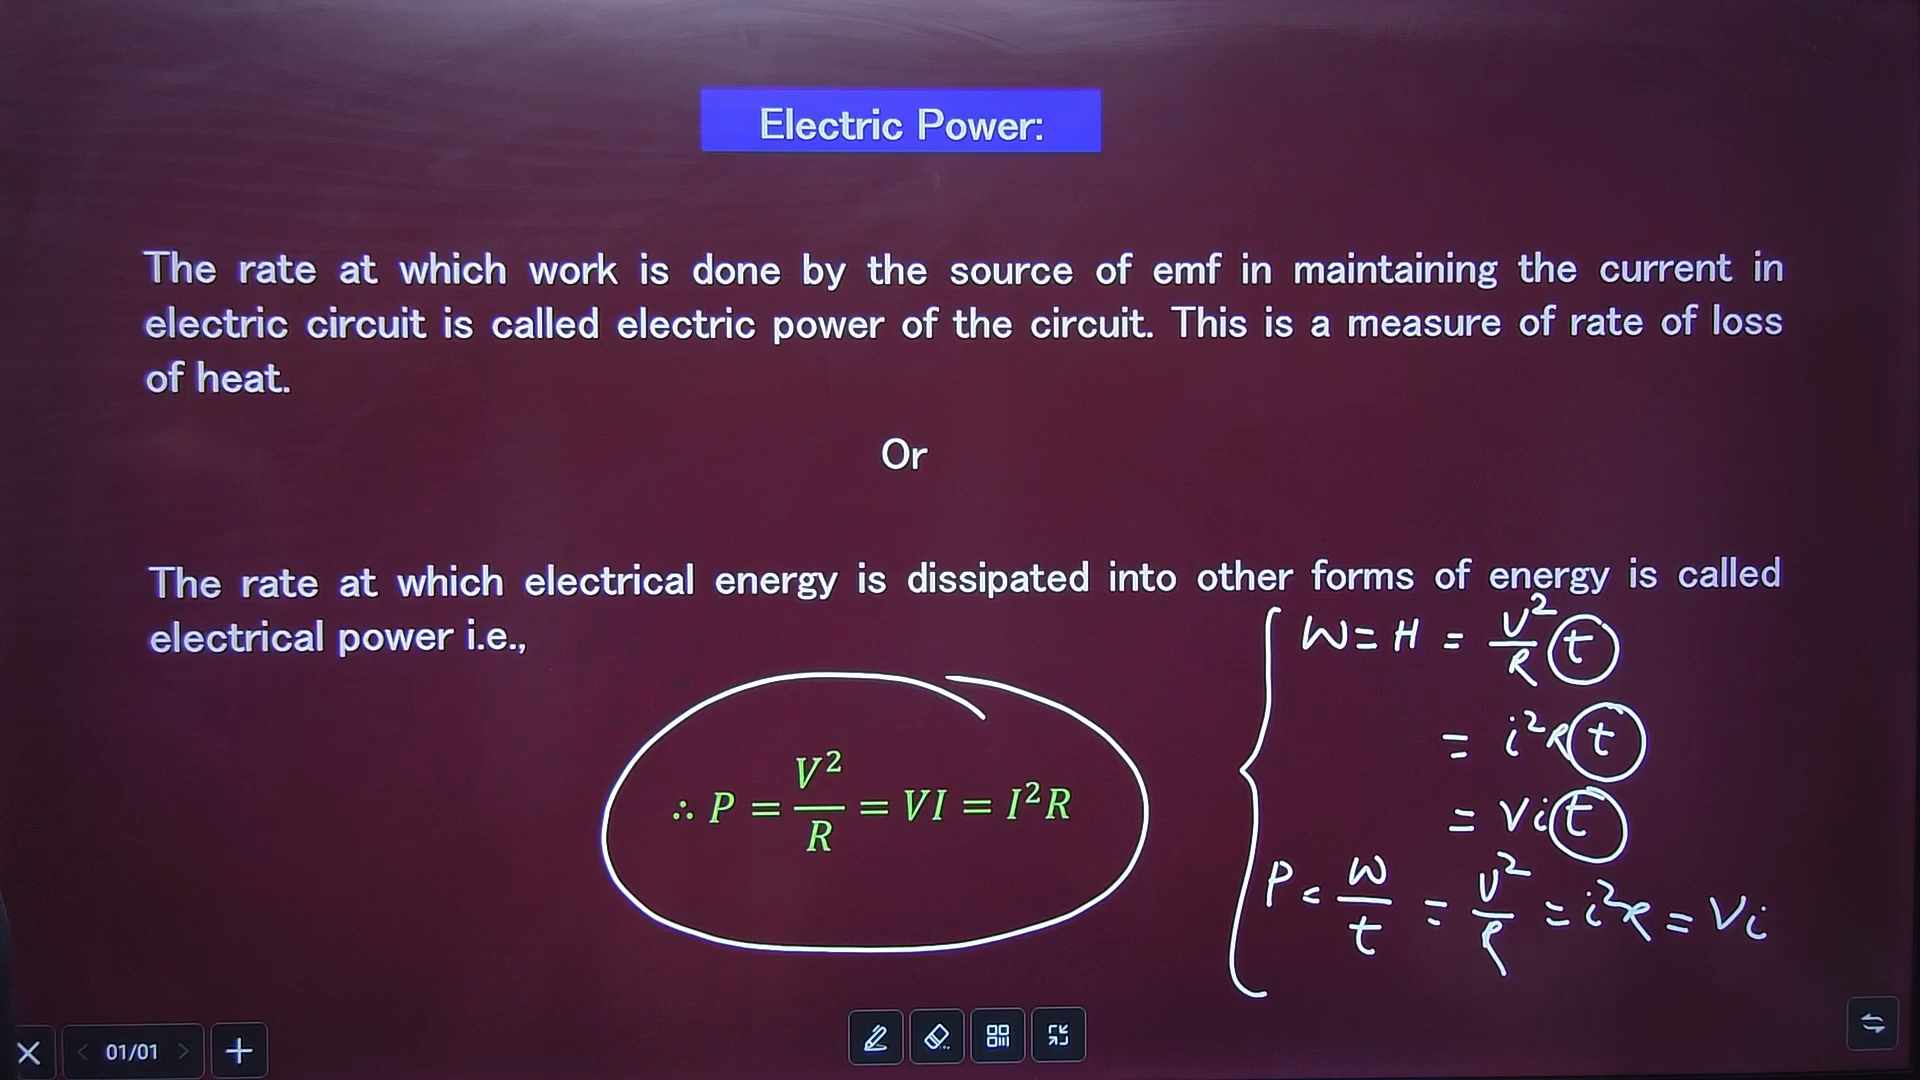 Electric Power:
The rate at which work is done by the source of emf in maintaining the current in
electric circuit is called electric power of the circuit. This is a measure of rate of loss
of heat.
Or
The rate at which electrical energy is dissipated into other forms of energy is called
electrical power i.e.,
∴ P = V²/R = VI = I²R
W = H = V²/R t
= i²R t
= Vi t
P = W/t = V²/R = i²R = Vi
01/01